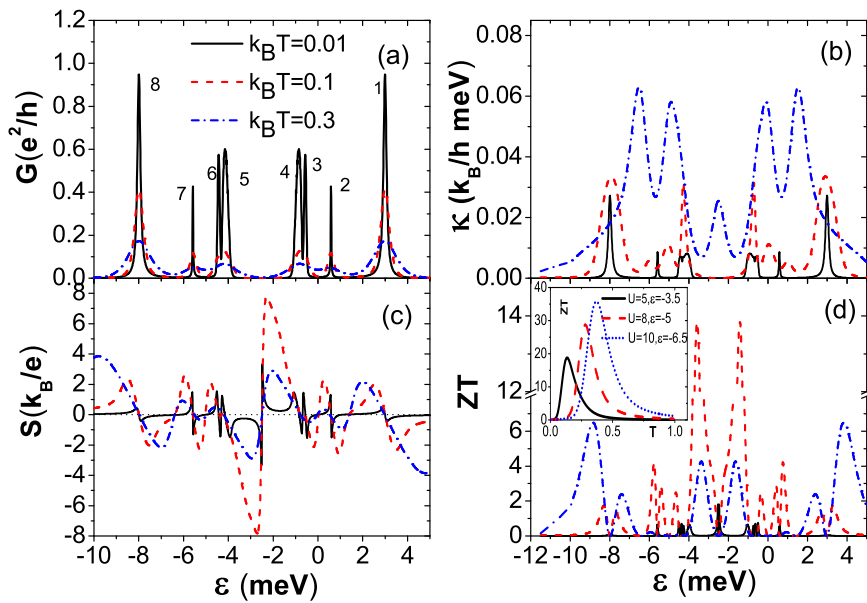 1.2
1.0
0.8
0.6
0.4
0.2
0.0
G(e²/h)
k_BT=0.01
k_BT=0.1
k_BT=0.3
(a)
8
7
6
5
4
3
2
1
0.08
0.06
0.04
0.02
0.00
κ (k_B/h meV)
(b)
8
6
4
2
0
-2
-4
-6
-8
S(k_B/e)
(c)
-10 -8 -6 -4 -2 0 2 4
ε (meV)
14
12
6
4
2
0
ZT
(d)
40
30
20
10
0
ZT
U=5,ε=-3.5
U=8,ε=-5
U=10,ε=-6.5
0.0 0.5 1.0
T
-12 -10 -8 -6 -4 -2 0 2 4
ε (meV)